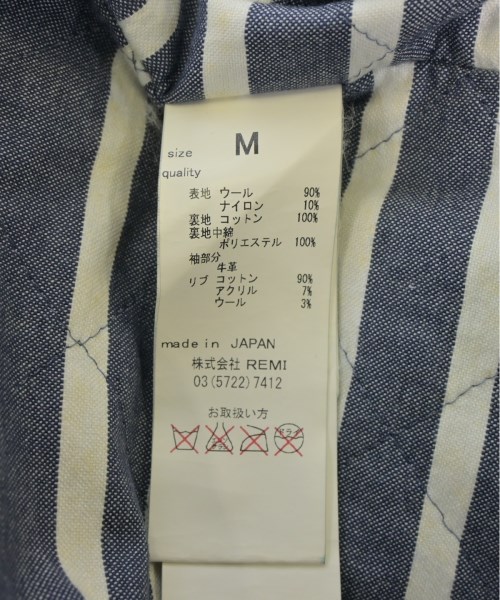 size M
quality
表地 ウール 90%
ナイロン 10%
裏地 コットン 100%
裏地中綿
ポリエステル 100%
袖部分
牛革
リブ コットン 90%
アクリル 7%
ウール 3%
made in JAPAN
株式会社 REMI
03(5722)7412
お取扱い方
ドライ